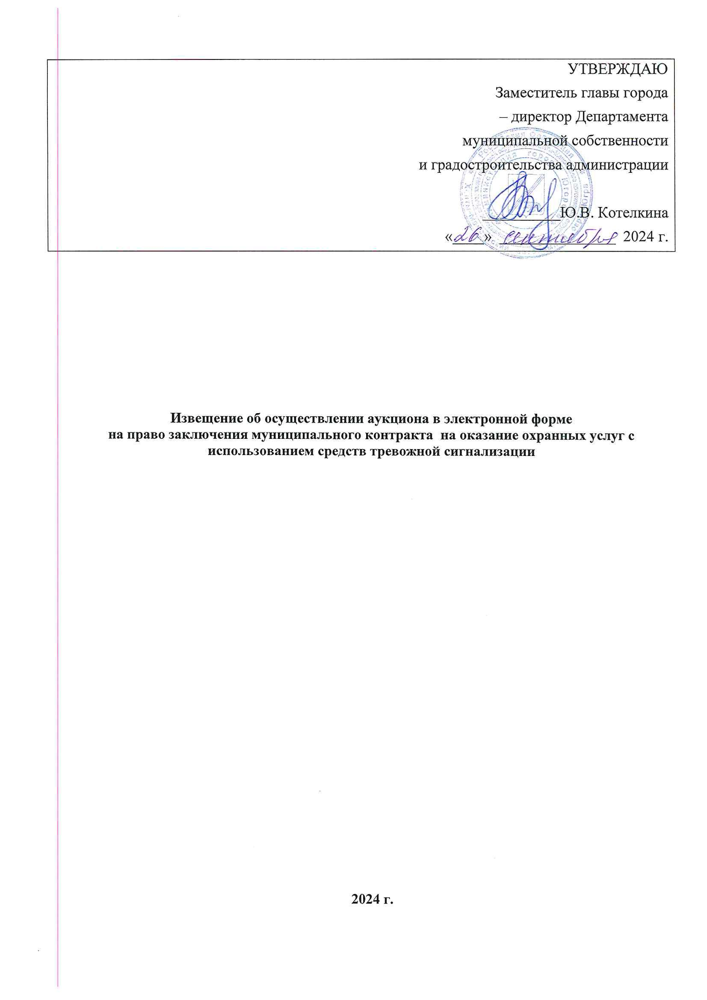 УТВЕРЖДАЮ
Заместитель главы города
– директор Департамента
муниципальной собственности
и градостроительства администрации
Ю.В. Котелкина
«26» сентября 2024 г.
Извещение об осуществлении аукциона в электронной форме
на право заключения муниципального контракта на оказание охранных услуг с
использованием средств тревожной сигнализации
2024 г.